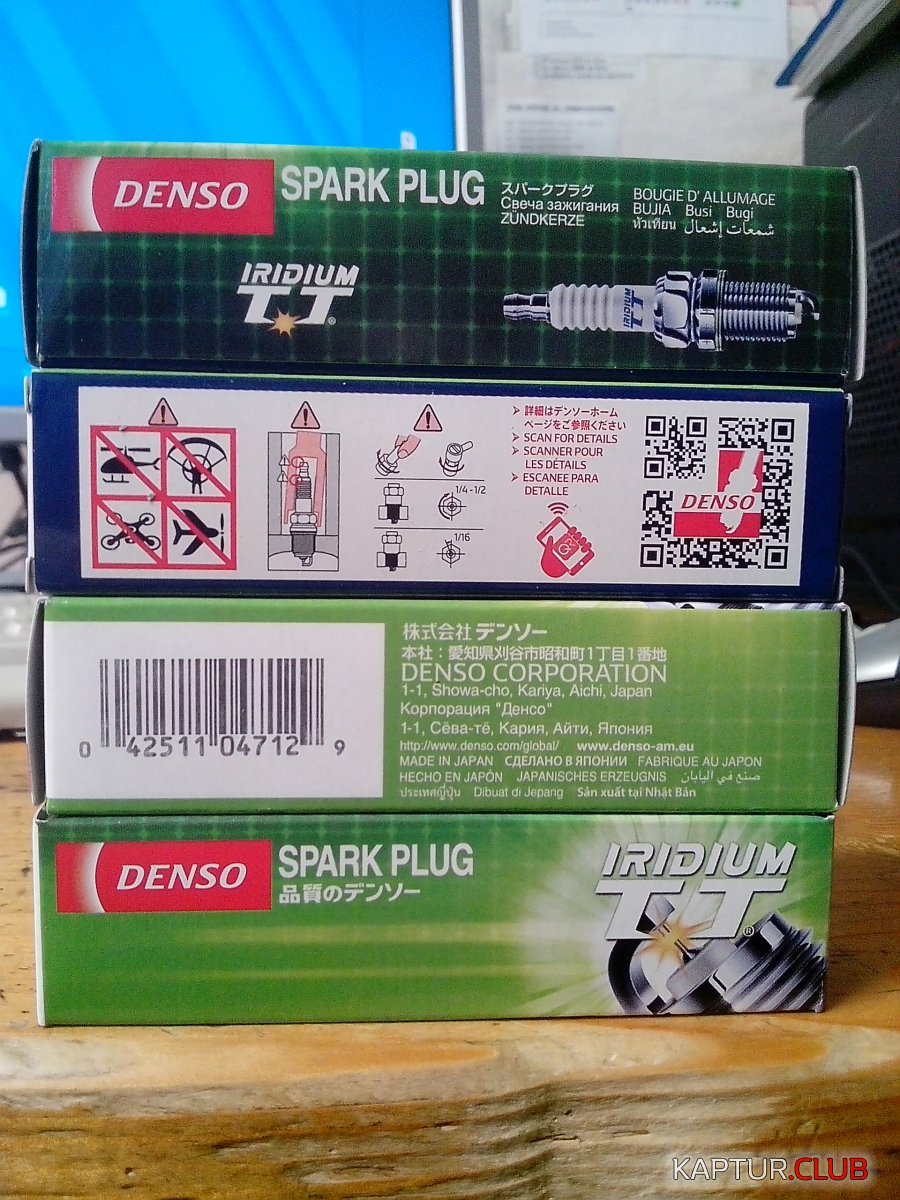 DENSO
SPARK PLUG
スパークプラグ
Свеча зажигания
ZÜNDKERZE
BOUGIE D' ALLUMAGE
BUJIA Busi Bugi
หัวเทียน شمعات إشعال
IRIDIUM
TT®
IRIDIUM
TT
➤ 詳細はデンソーホーム
ページをご参照ください
➤ SCAN FOR DETAILS
➤ SCANNER POUR
LES DÉTAILS
➤ ESCANEE PARA
DETALLE
1/4 -1/2
1/16
DENSO
0 42511 04712 9
株式会社 デンソー
本社：愛知県刈谷市昭和町1丁目1番地
DENSO CORPORATION
1-1, Showa-cho, Kariya, Aichi, Japan
Корпорация "Денсо"
1-1, Сёва-тё, Кария, Айти, Япония
http://www.denso.com/global/ www.denso-am.eu
MADE IN JAPAN СДЕЛАНО В ЯПОНИИ FABRIQUE AU JAPON
HECHO EN JAPÓN JAPANISCHES ERZEUGNIS صنع في اليابان
ประเทศญี่ปุ่น Dibuat di Jepang Sản xuất tại Nhật Bản
DENSO
SPARK PLUG
品質のデンソー
IRIDIUM
TT®
KAPTUR.CLUB